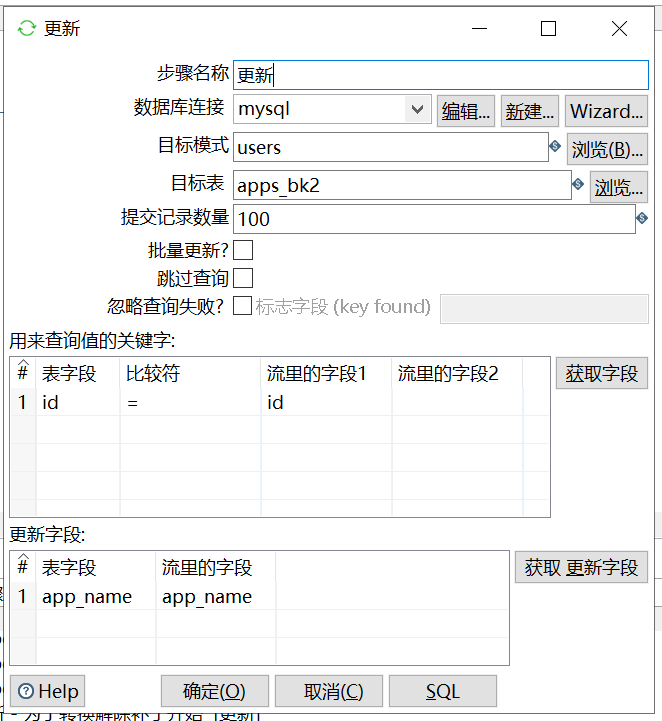 更新
步骤名称 更新
数据库连接 mysql 编辑... 新建... Wizard...
目标模式 users 浏览(B)...
目标表 apps_bk2 浏览...
提交记录数量 100
批量更新?
跳过查询
忽略查询失败? 标志字段 (key found)
用来查询值的关键字:
# 表字段 比较符 流里的字段1 流里的字段2 获取字段
1 id = id
更新字段:
# 表字段 流里的字段 获取 更新字段
1 app_name app_name
Help 确定(O) 取消(C) SQL